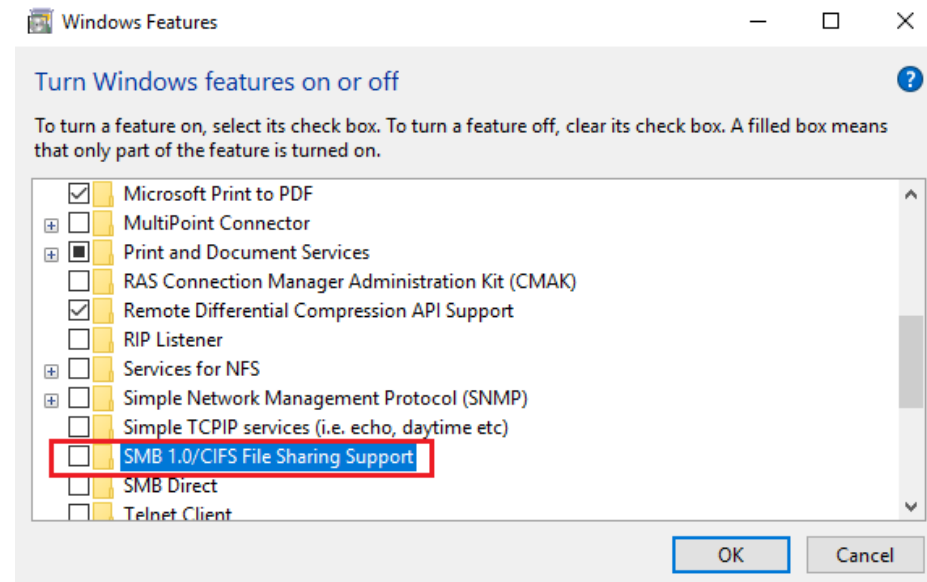 Windows Features
Turn Windows features on or off
To turn a feature on, select its check box. To turn a feature off, clear its check box. A filled box means
that only part of the feature is turned on.
Microsoft Print to PDF
MultiPoint Connector
Print and Document Services
RAS Connection Manager Administration Kit (CMAK)
Remote Differential Compression API Support
RIP Listener
Services for NFS
Simple Network Management Protocol (SNMP)
Simple TCPIP services (i.e. echo, daytime etc)
SMB 1.0/CIFS File Sharing Support
SMB Direct
Telnet Client
OK Cancel